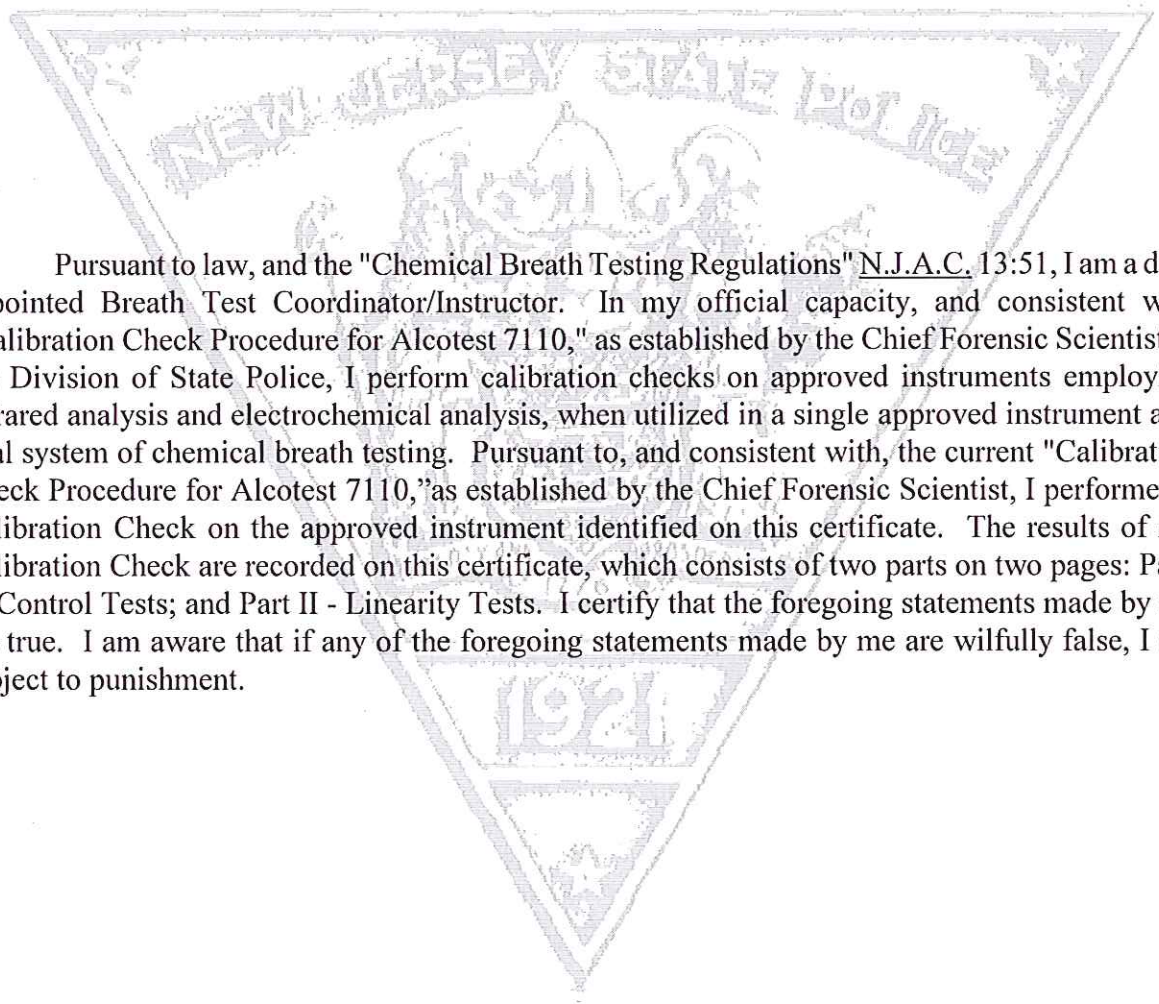 NEW JERSEY STATE POLICE
Pursuant to law, and the "Chemical Breath Testing Regulations" N.J.A.C. 13:51, I am a d
pointed Breath Test Coordinator/Instructor. In my official capacity, and consistent w
alibration Check Procedure for Alcotest 7110," as established by the Chief Forensic Scientist
Division of State Police, I perform calibration checks on approved instruments employ
rared analysis and electrochemical analysis, when utilized in a single approved instrument a
al system of chemical breath testing. Pursuant to, and consistent with, the current "Calibrat
eck Procedure for Alcotest 7110,"as established by the Chief Forensic Scientist, I performe
libration Check on the approved instrument identified on this certificate. The results of
libration Check are recorded on this certificate, which consists of two parts on two pages: Pa
Control Tests; and Part II - Linearity Tests. I certify that the foregoing statements made by
true. I am aware that if any of the foregoing statements made by me are wilfully false, I
ject to punishment.
1921